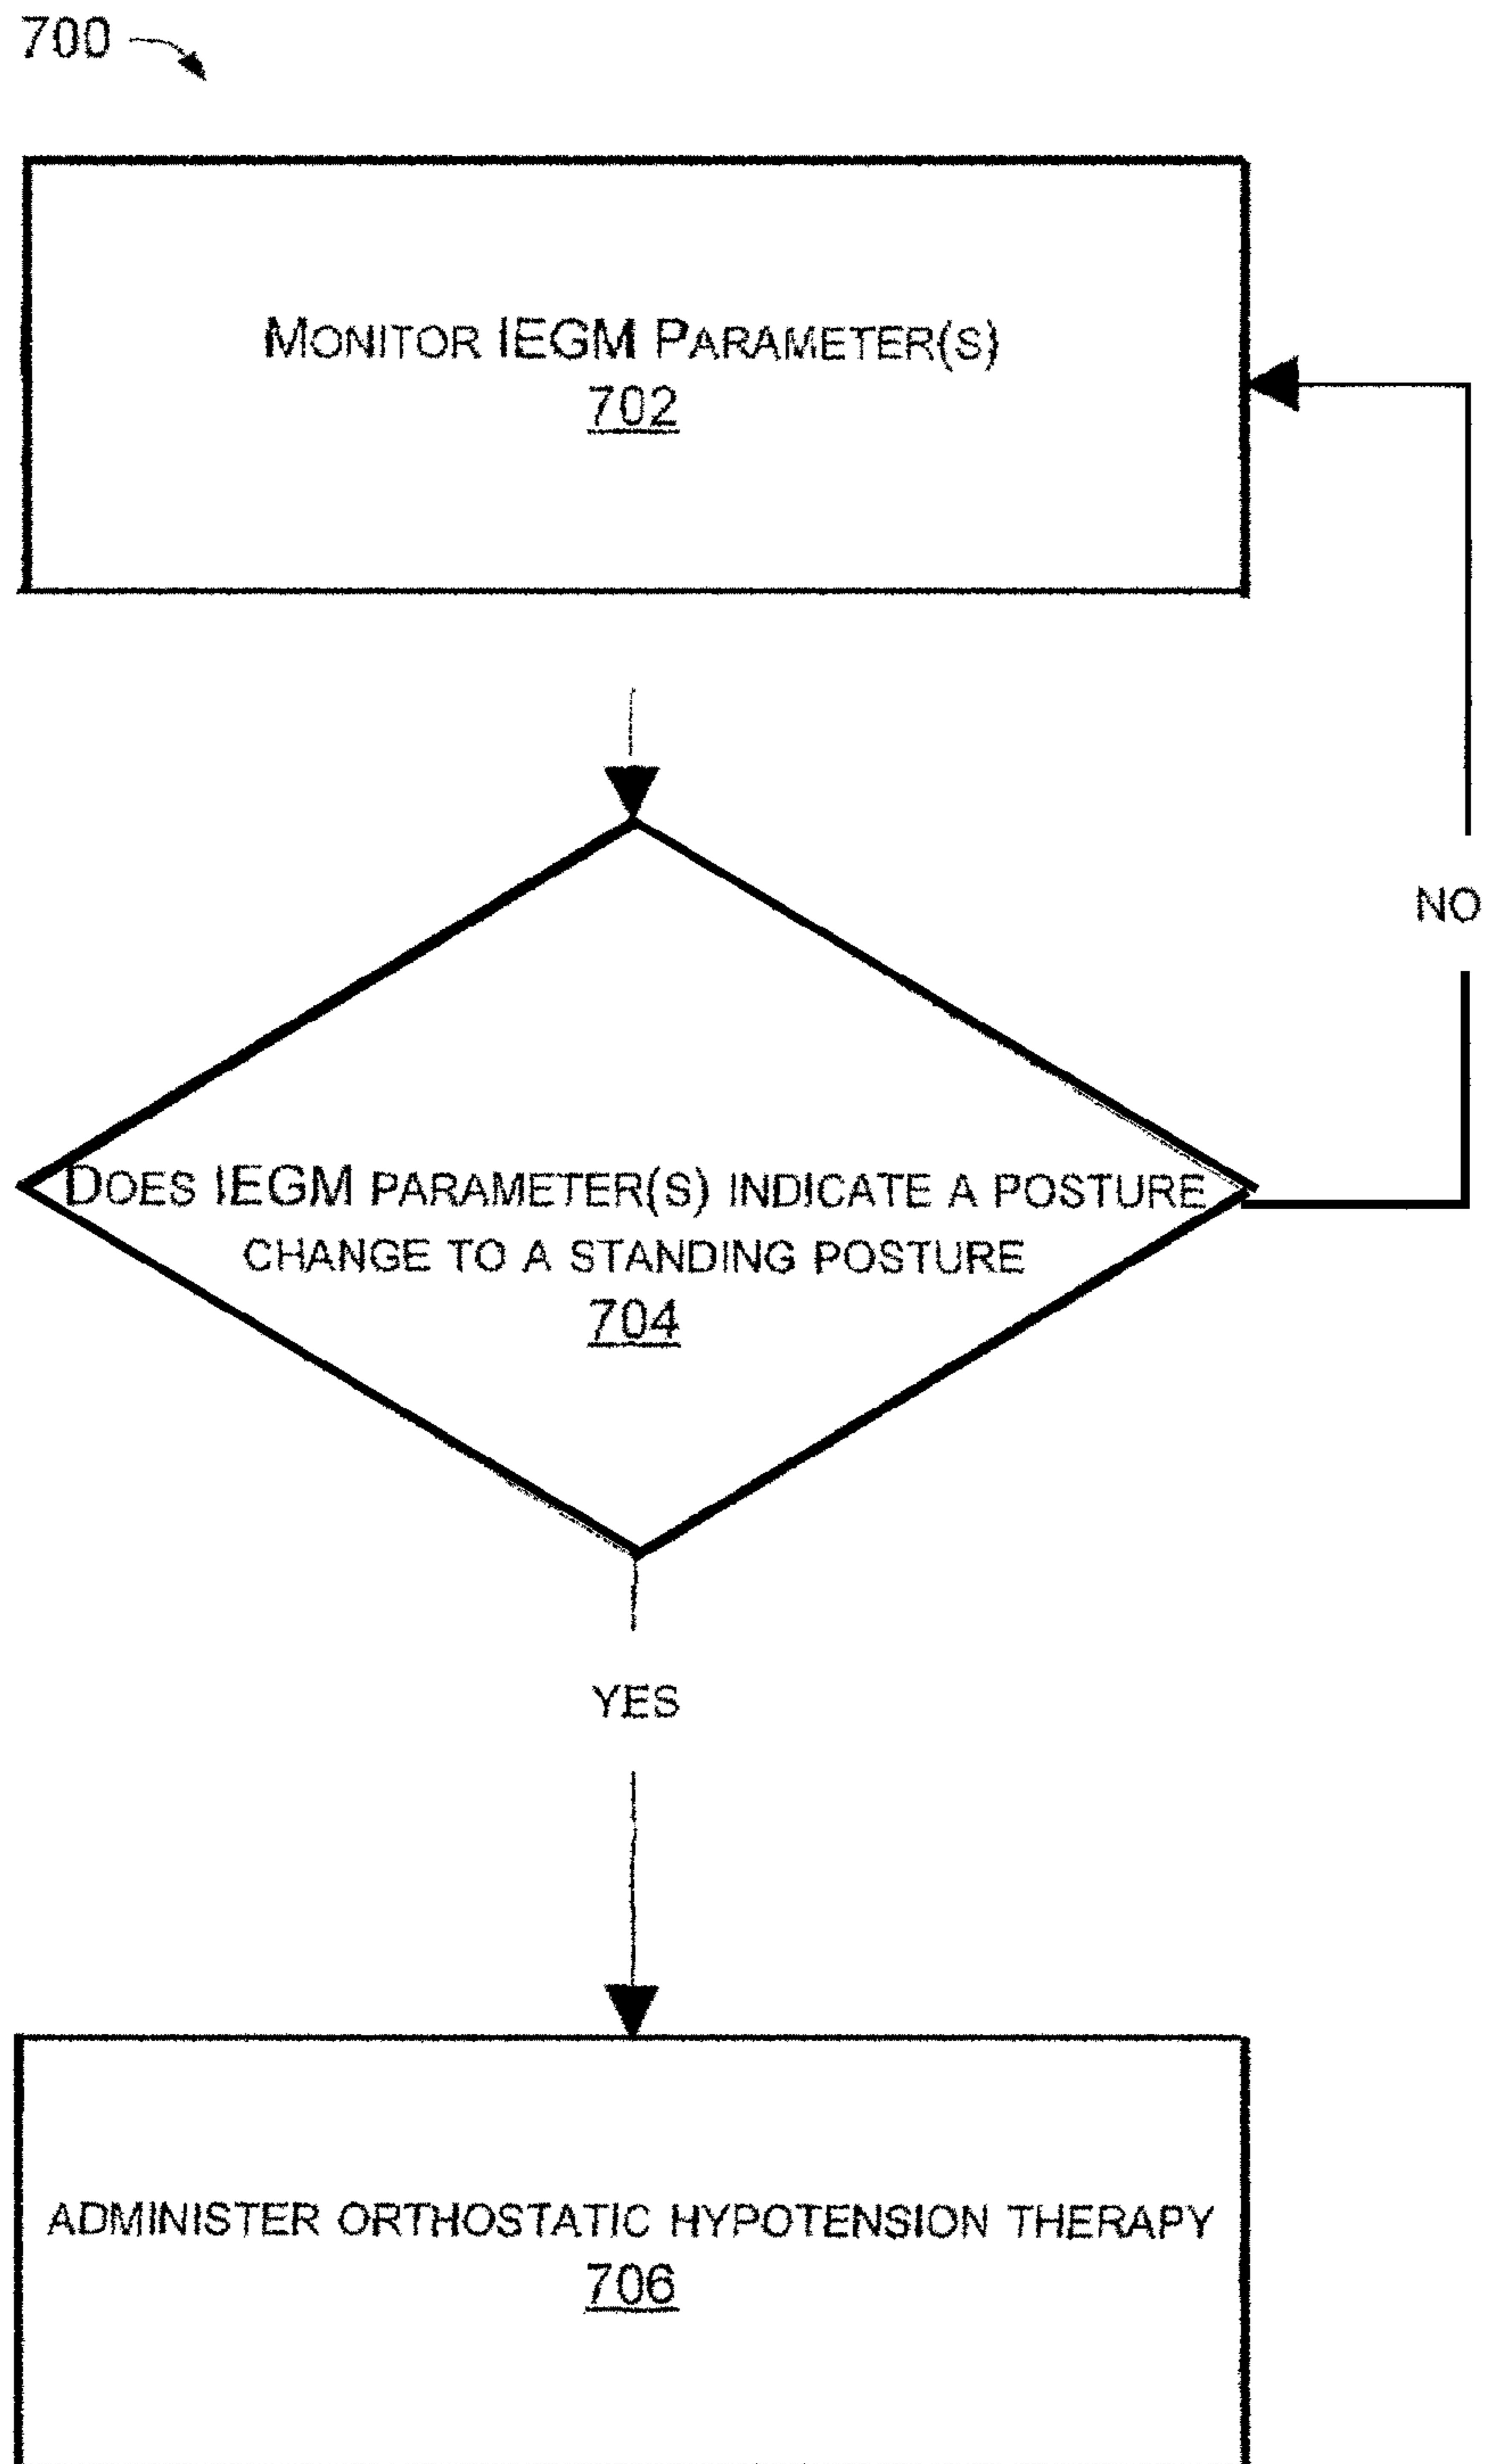 700
MONITOR IEGM PARAMETER(S)
702
DOES IEGM PARAMETER(S) INDICATE A POSTURE
CHANGE TO A STANDING POSTURE
704
NO
YES
ADMINISTER ORTHOSTATIC HYPOTENSION THERAPY
706